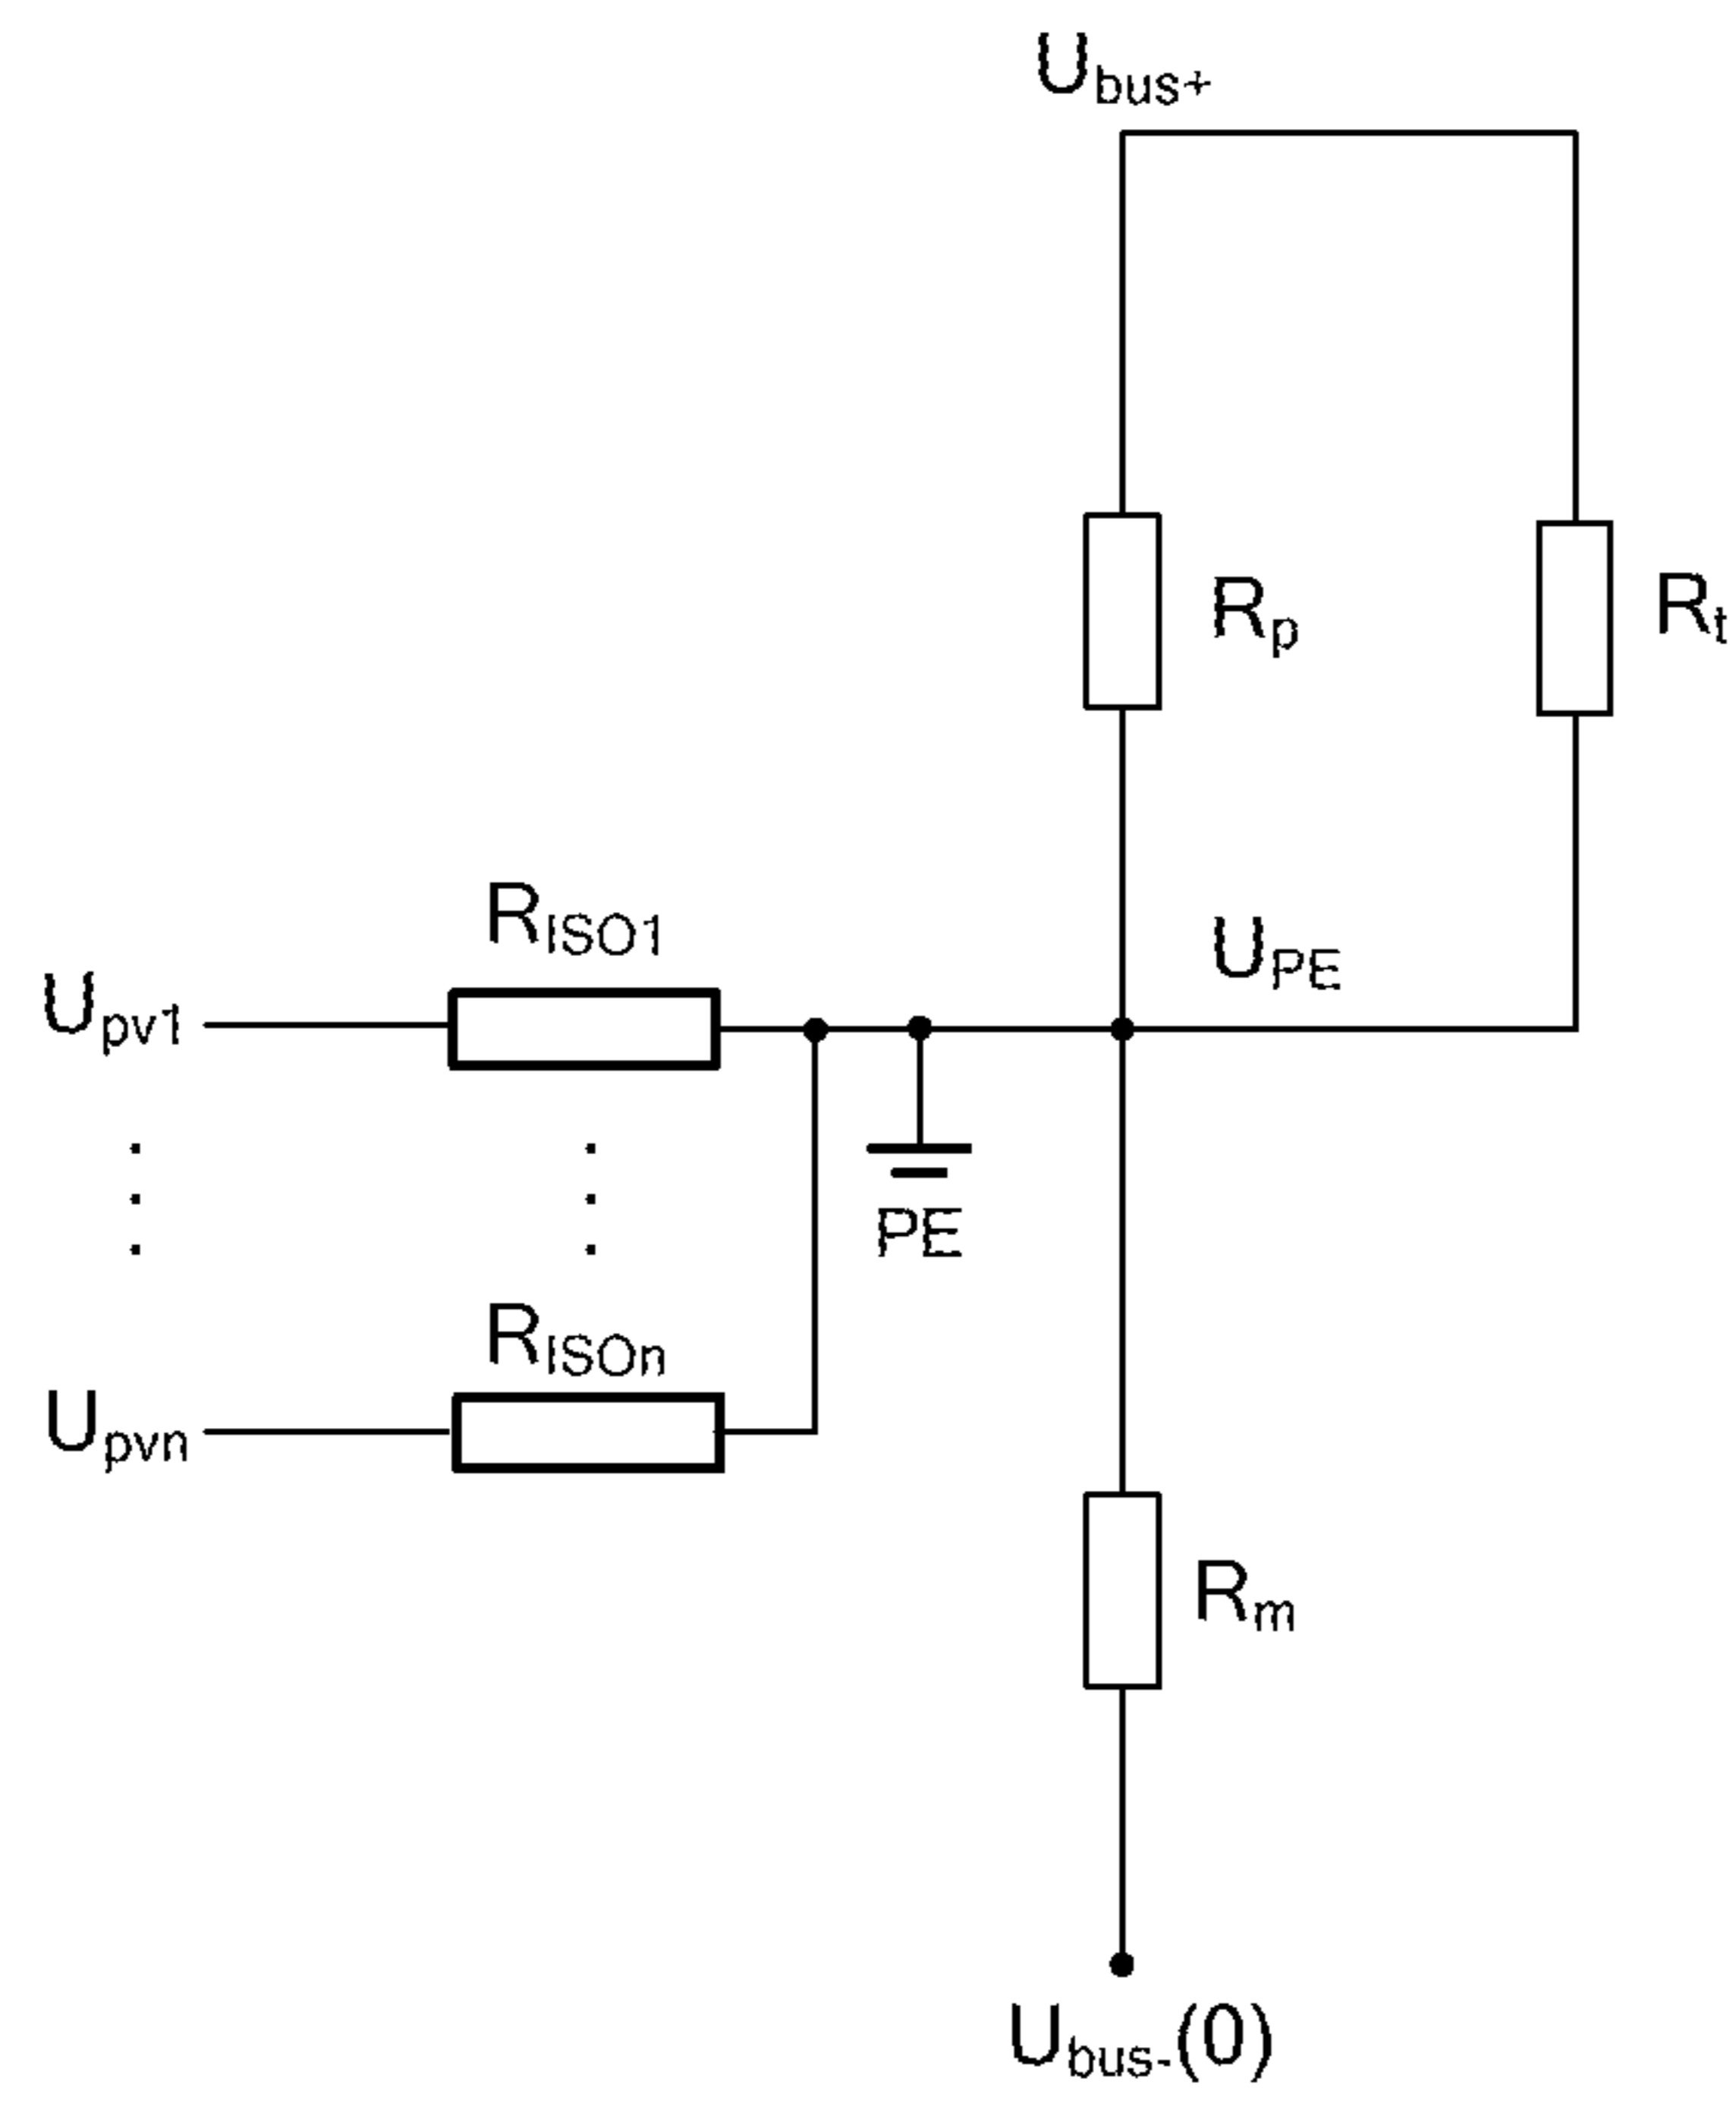 Ubus+
Rp
Rt
RISO1
UPE
Upv1
PE
RISOn
Upvn
Rm
Ubus-(0)